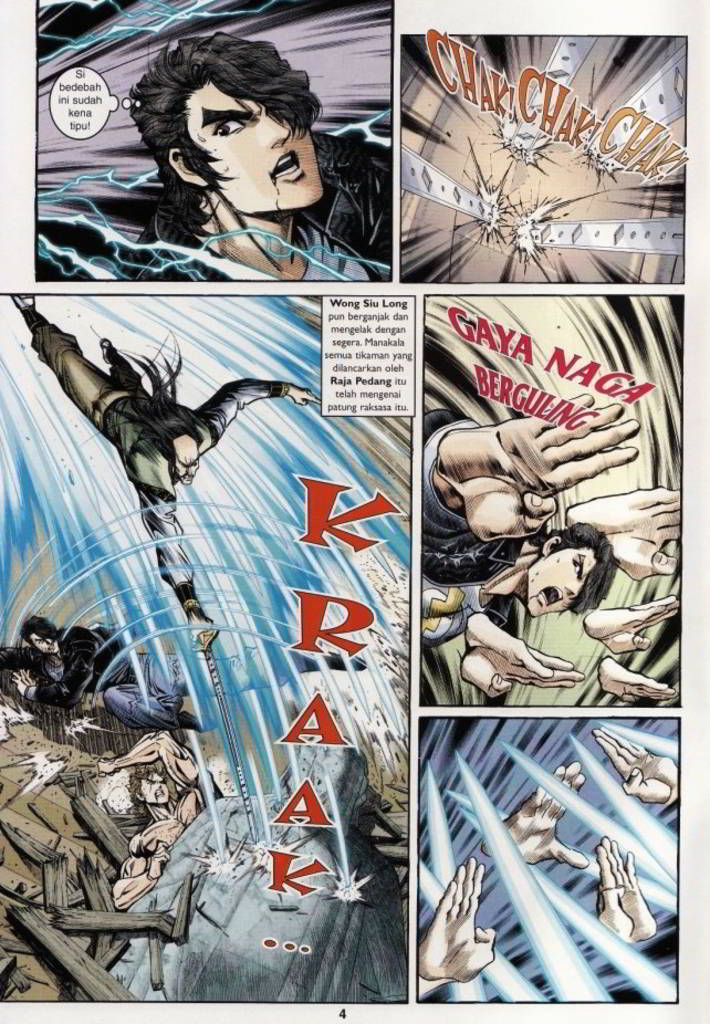 Si
bedebah
ini sudah
kena
tipu!
CHAK! CHAK! CHAK!
Wong Siu Long
pun berganjak dan
mengelak dengan
segera. Manakala
semua tikaman yang
dilancarkan oleh
Raja Pedang itu
telah mengenai
patung raksasa itu.
KRAAK...
GAYA NAGA
BERGULING
4